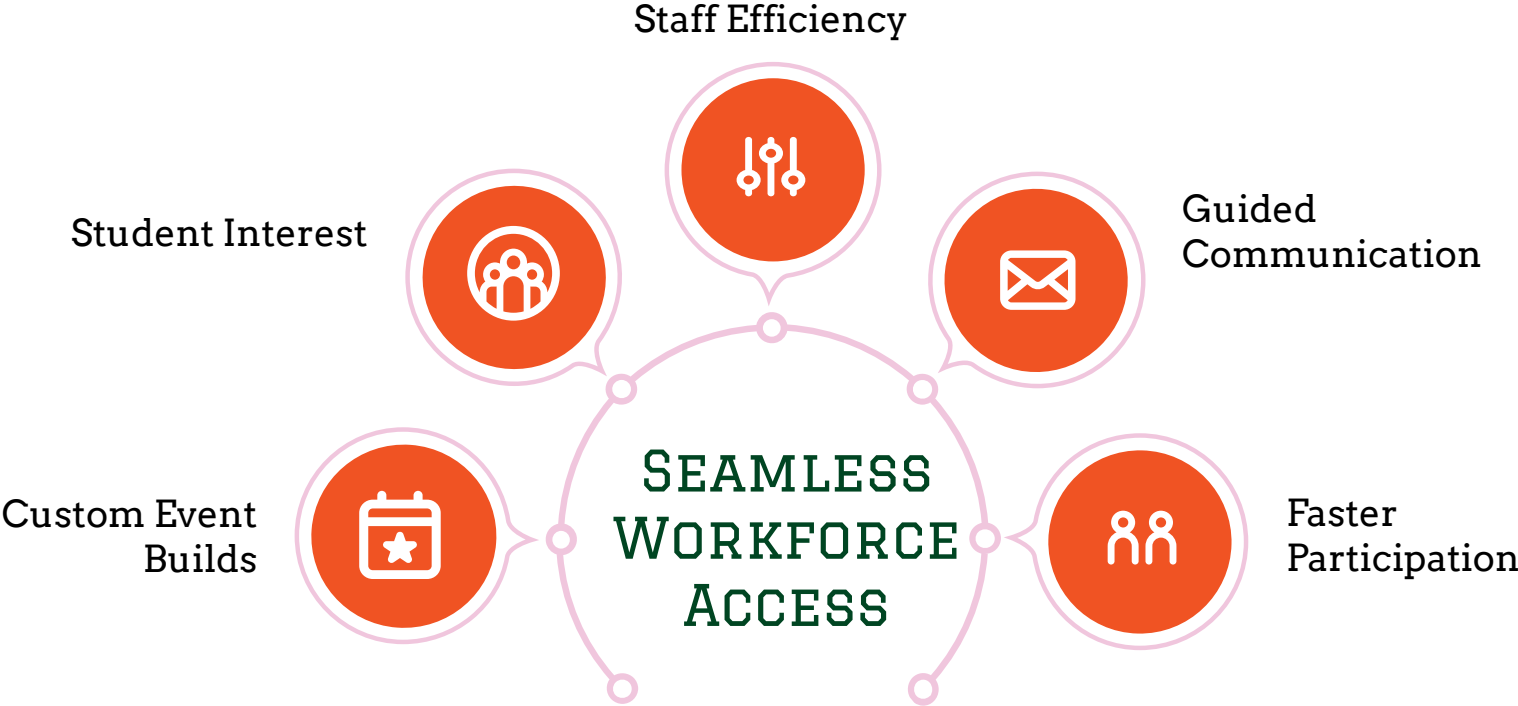 Staff Efficiency
Student Interest
Guided
Communication
Custom Event
Builds
Seamless
Workforce
Access
Faster
Participation